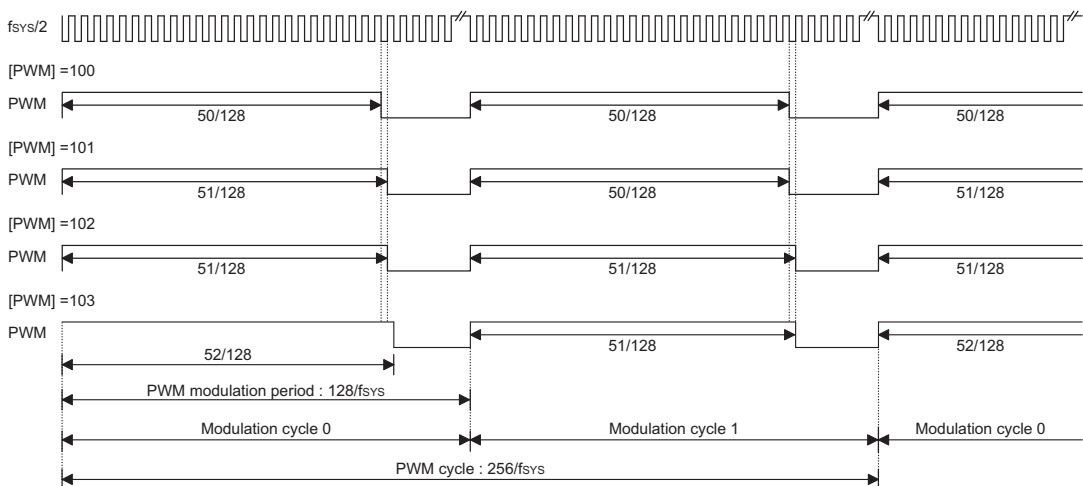 fSYS/2
[PWM] =100
PWM
50/128 50/128 50/128
[PWM] =101
PWM
51/128 50/128 51/128
[PWM] =102
PWM
51/128 51/128 51/128
[PWM] =103
PWM
52/128 51/128 52/128
PWM modulation period : 128/fSYS
Modulation cycle 0 Modulation cycle 1 Modulation cycle 0
PWM cycle : 256/fSYS